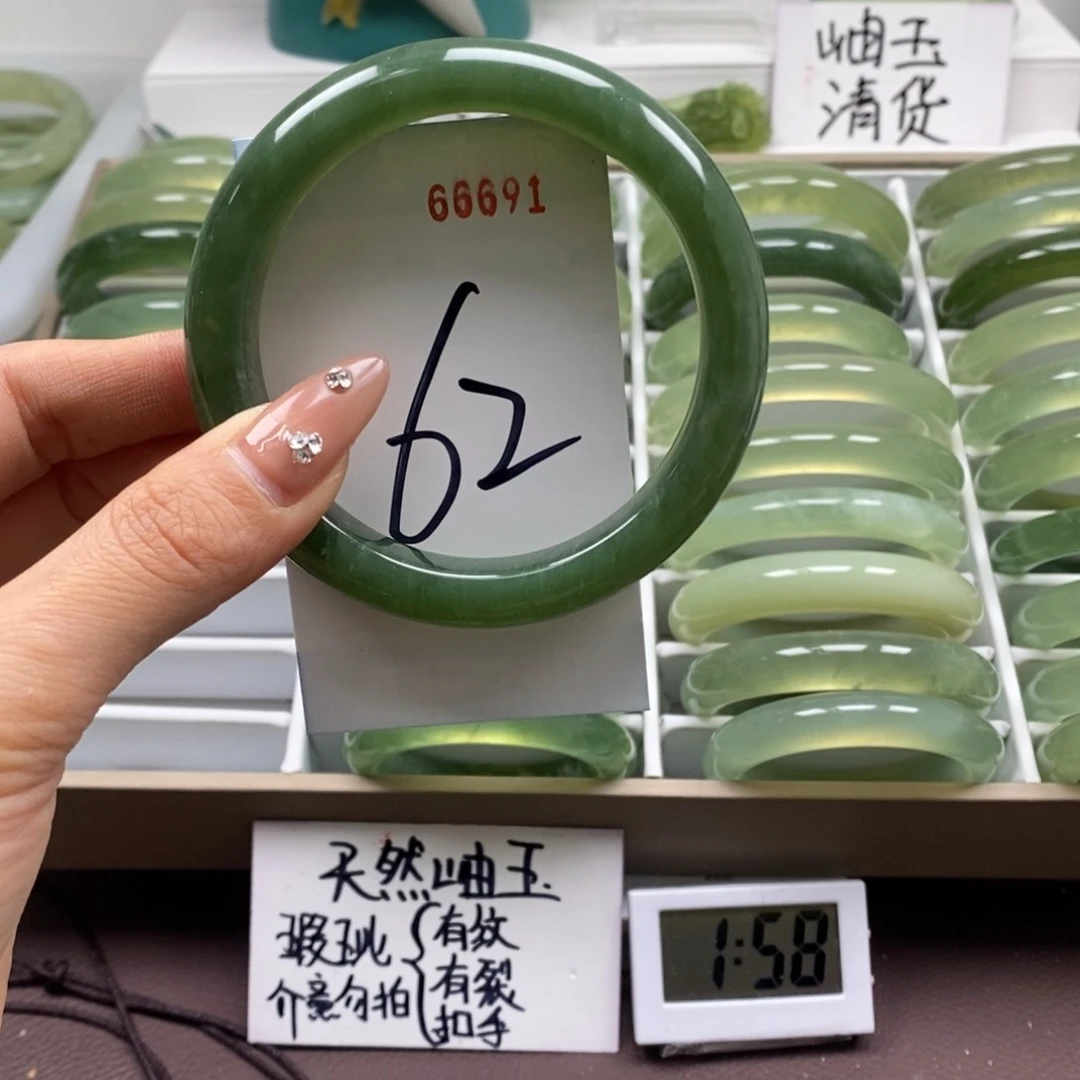 岫玉
清货
66691
62
天然岫玉
瑕玼 有纹
有裂
介意勿拍 扣手
1:58